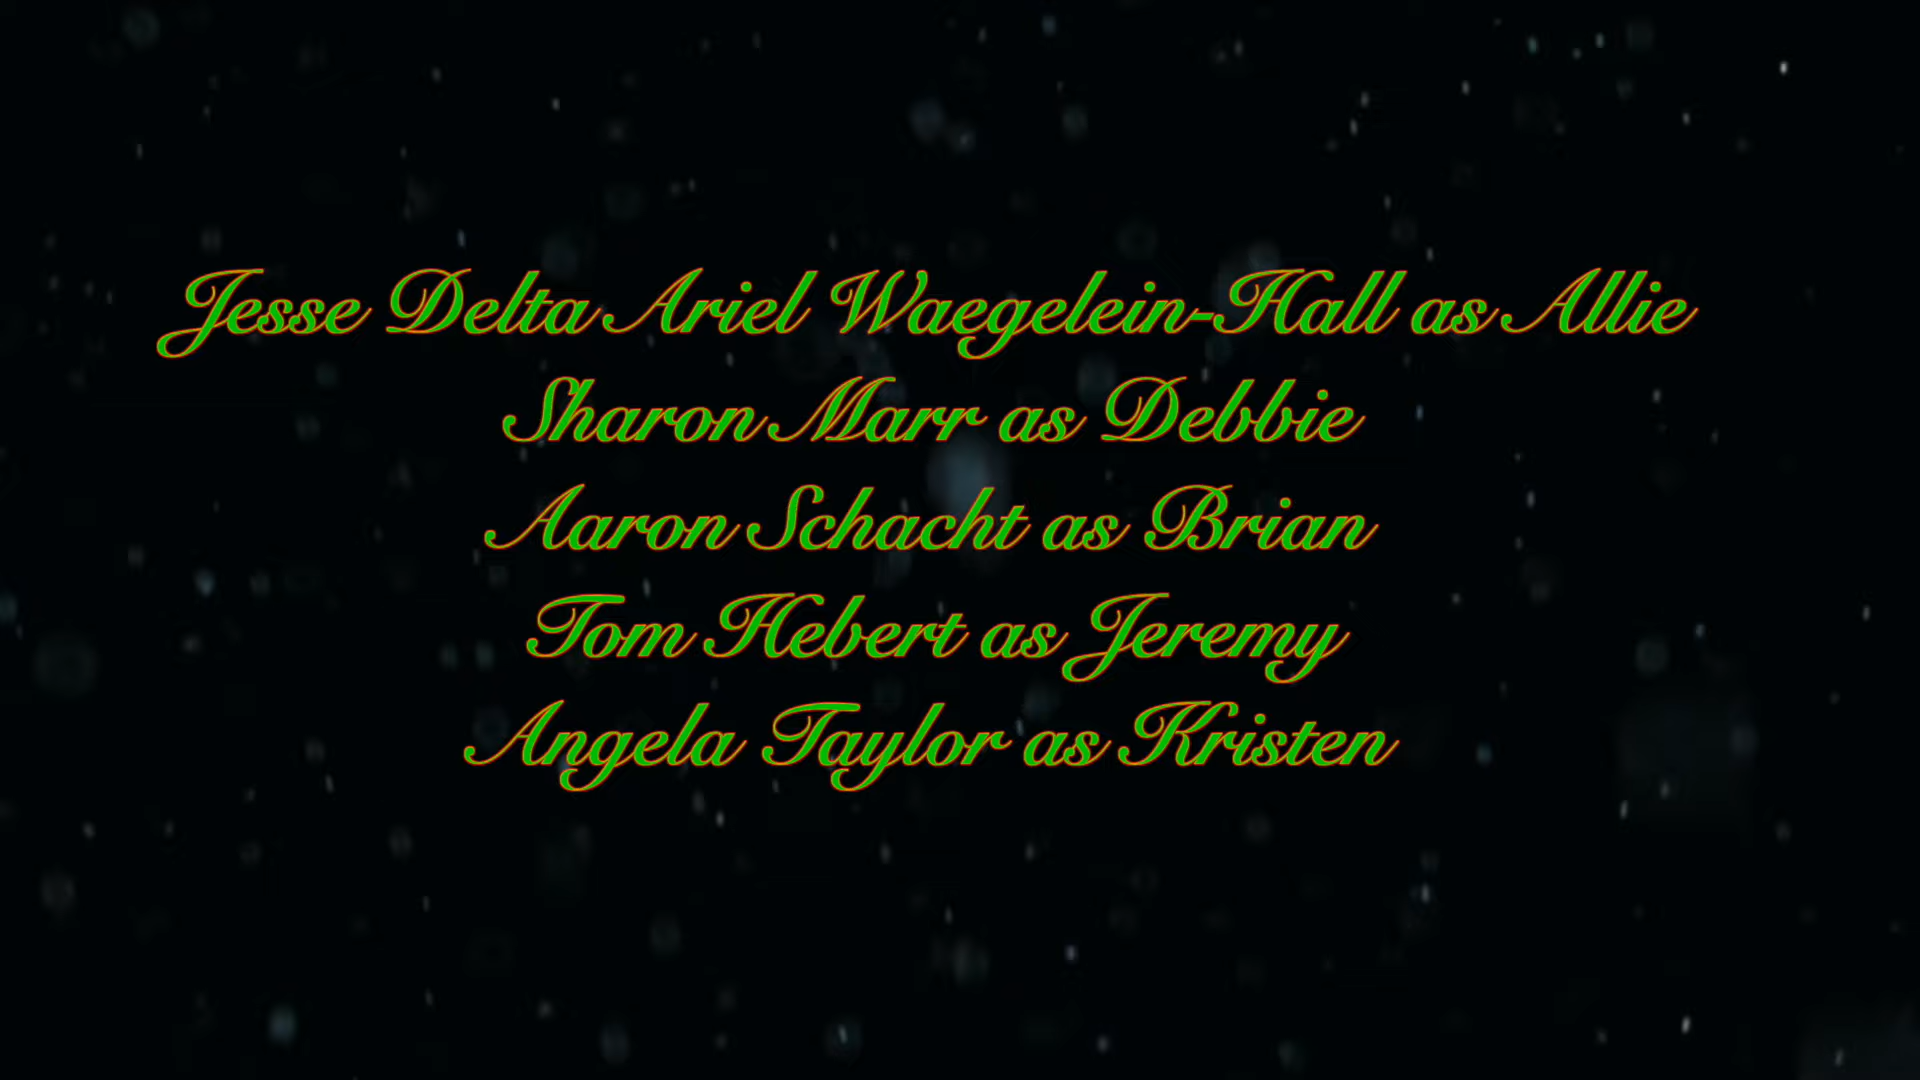 Jesse Delta Ariel Waegelein-Hall as Allie
Sharon Marr as Debbie
Aaron Schacht as Brian
Tom Hebert as Jeremy
Angela Taylor as Kristen